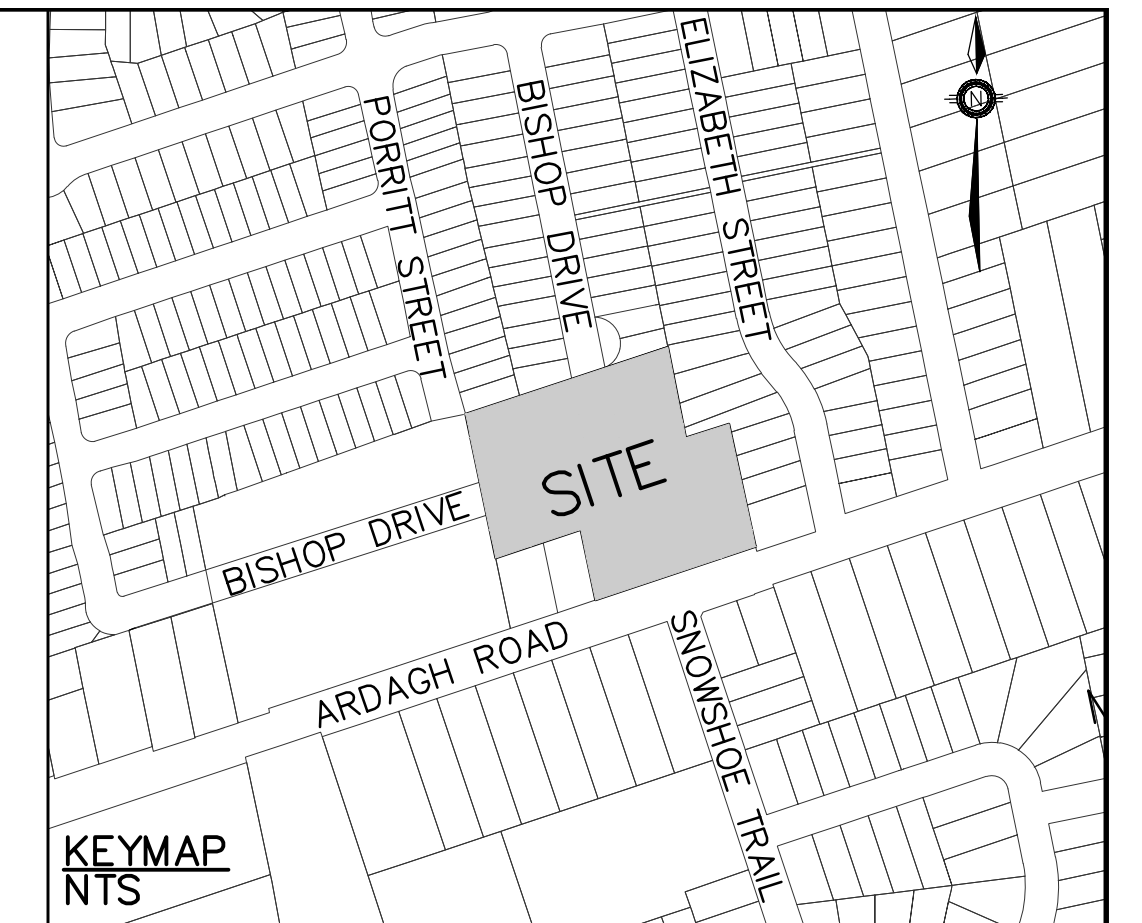 ELIZABETH STREET
N
BISHOP DRIVE
PORRITT STREET
SITE
BISHOP DRIVE
ARDAGH ROAD
SNOWSHOE TRAIL
KEYMAP
NTS